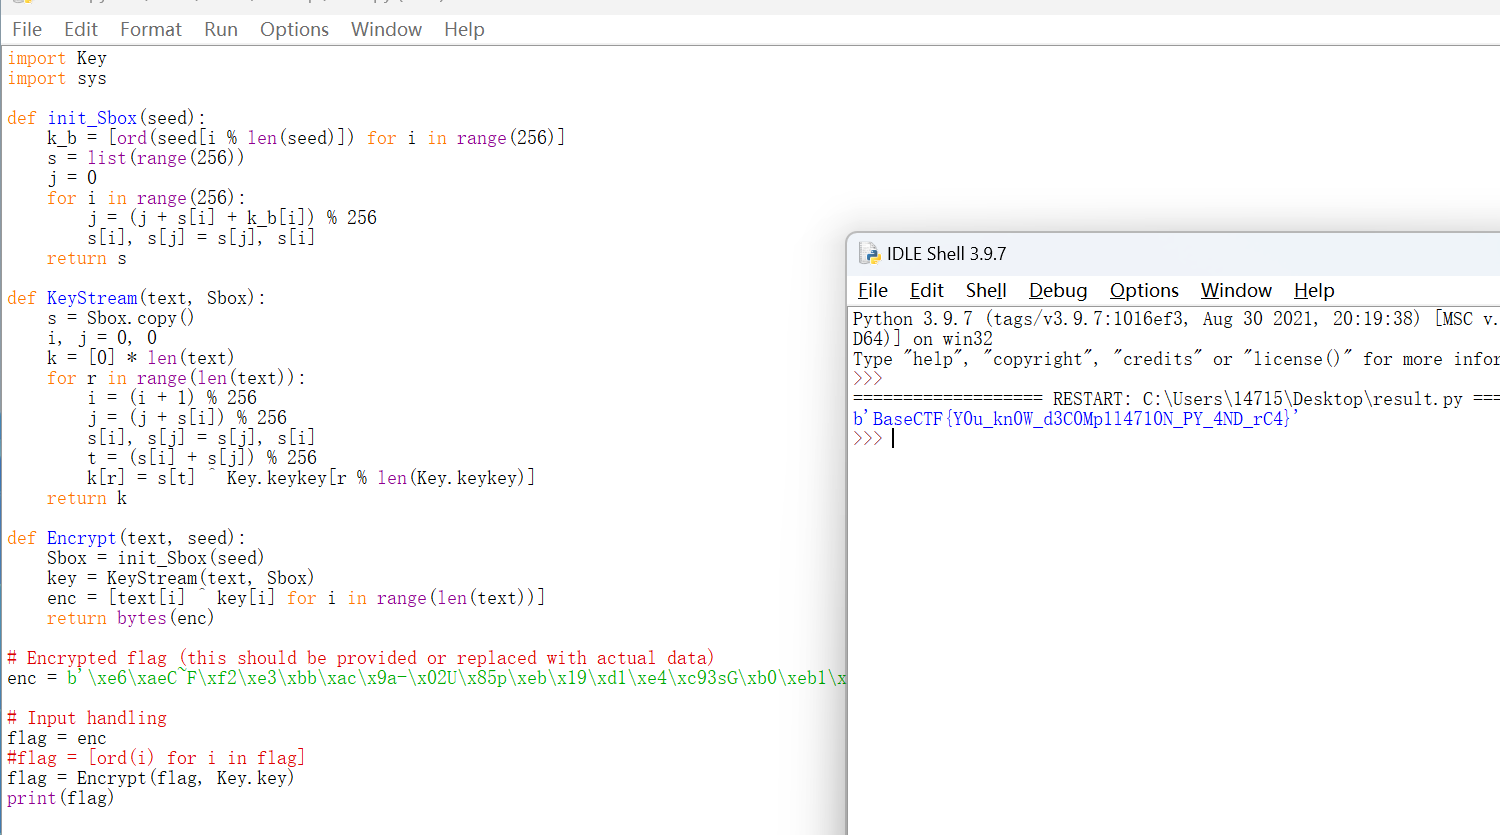 File Edit Format Run Options Window Help
import Key
import sys
def init_Sbox(seed):
    k_b = [ord(seed[i % len(seed)]) for i in range(256)]
    s = list(range(256))
    j = 0
    for i in range(256):
        j = (j + s[i] + k_b[i]) % 256
        s[i], s[j] = s[j], s[i]
    return s
def KeyStream(text, Sbox):
    s = Sbox.copy()
    i, j = 0, 0
    k = [0] * len(text)
    for r in range(len(text)):
        i = (i + 1) % 256
        j = (j + s[i]) % 256
        s[i], s[j] = s[j], s[i]
        t = (s[i] + s[j]) % 256
        k[r] = s[t] ^ Key.keykey[r % len(Key.keykey)]
    return k
def Encrypt(text, seed):
    Sbox = init_Sbox(seed)
    key = KeyStream(text, Sbox)
    enc = [text[i] ^ key[i] for i in range(len(text))]
    return bytes(enc)
# Encrypted flag (this should be provided or replaced with actual data)
enc = b'\xe6\xaeC~F\xf2\xe3\xbb\xac\x9a-\x02U\x85p\xeb\x19\xd1\xe4\xc93sG\xb0\xeb1\x
# Input handling
flag = enc
#flag = [ord(i) for i in flag]
flag = Encrypt(flag, Key.key)
print(flag)
IDLE Shell 3.9.7
File Edit Shell Debug Options Window Help
Python 3.9.7 (tags/v3.9.7:1016ef3, Aug 30 2021, 20:19:38) [MSC v.
D64)] on win32
Type "help", "copyright", "credits" or "license()" for more infor
>>>
=================== RESTART: C:\Users\14715\Desktop\result.py ===
b'BaseCTF{Y0u_kn0W_d3C0Mp1l4710N_PY_4ND_rC4}'
>>>